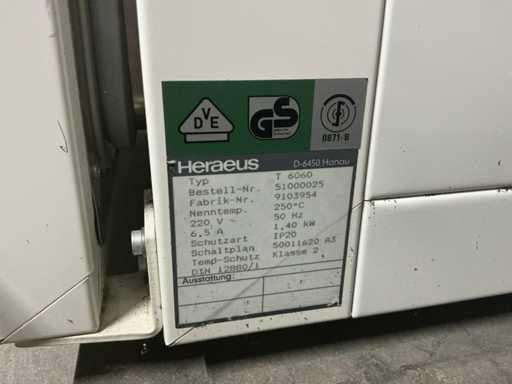 DVE
GS
0871-B
Heraeus D-6450 Hanau
Typ T 6060
Bestell-Nr. 51000025
Fabrik-Nr. 9103954
Nenntemp. 250°C
220 V 50 Hz
6,5 A 1,40 kW
Schutzart IP20
Schaltplan 50011620 A3
Temp-Schutz Klasse 2
DIN 12880/1
Ausstattung: